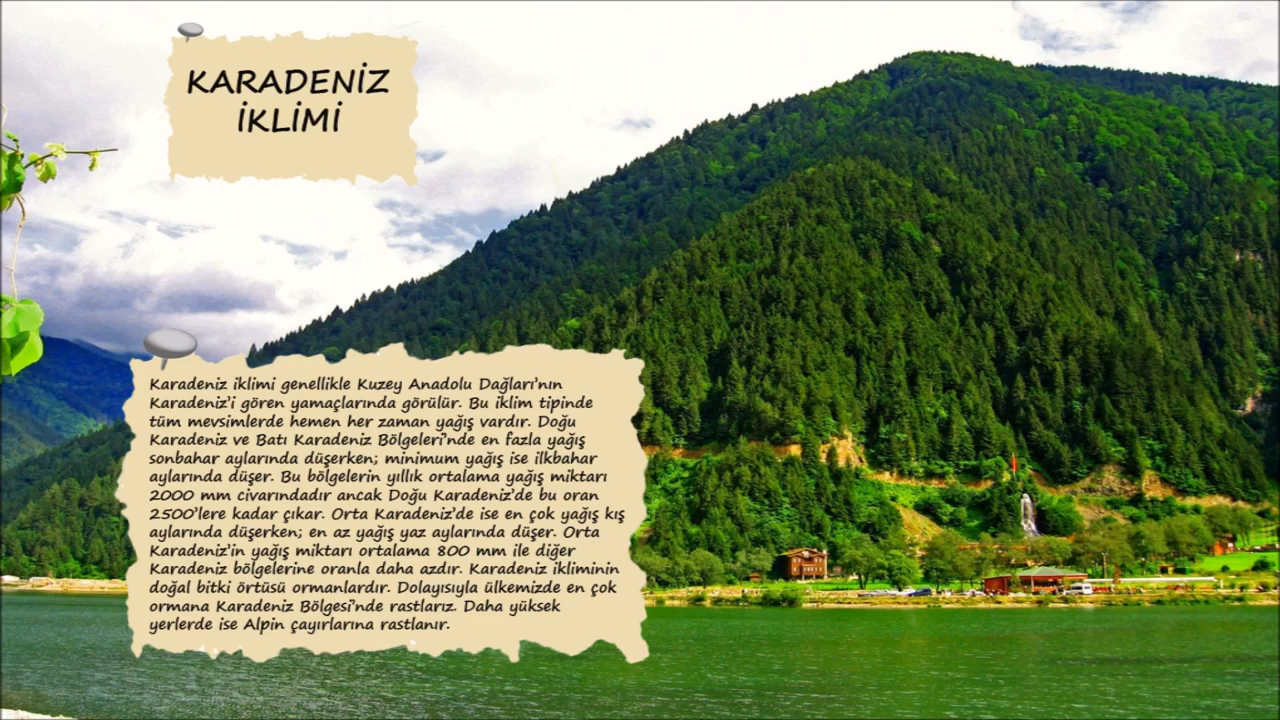 KARADENİZ
İKLİMİ
Karadeniz iklimi genellikle Kuzey Anadolu Dağları'nın
Karadeniz'i gören yamaçlarında görülür. Bu iklim tipinde
tüm mevsimlerde hemen her zaman yağış vardır. Doğu
Karadeniz ve Batı Karadeniz Bölgeleri'nde en fazla yağış
sonbahar aylarında düşerken; minimum yağış ise ilkbahar
aylarında düşer. Bu bölgelerin yıllık ortalama yağış miktarı
2000 mm civarındadır ancak Doğu Karadeniz'de bu oran
2500'lere kadar çıkar. Orta Karadeniz'de ise en çok yağış kış
aylarında düşerken; en az yağış yaz aylarında düşer. Orta
Karadeniz'in yağış miktarı ortalama 800 mm ile diğer
Karadeniz bölgelerine oranla daha azdır. Karadeniz ikliminin
doğal bitki örtüsü ormanlardır. Dolayısıyla ülkemizde en çok
ormana Karadeniz Bölgesi'nde rastlarız. Daha yüksek
yerlerde ise Alpin çayırlarına rastlanır.